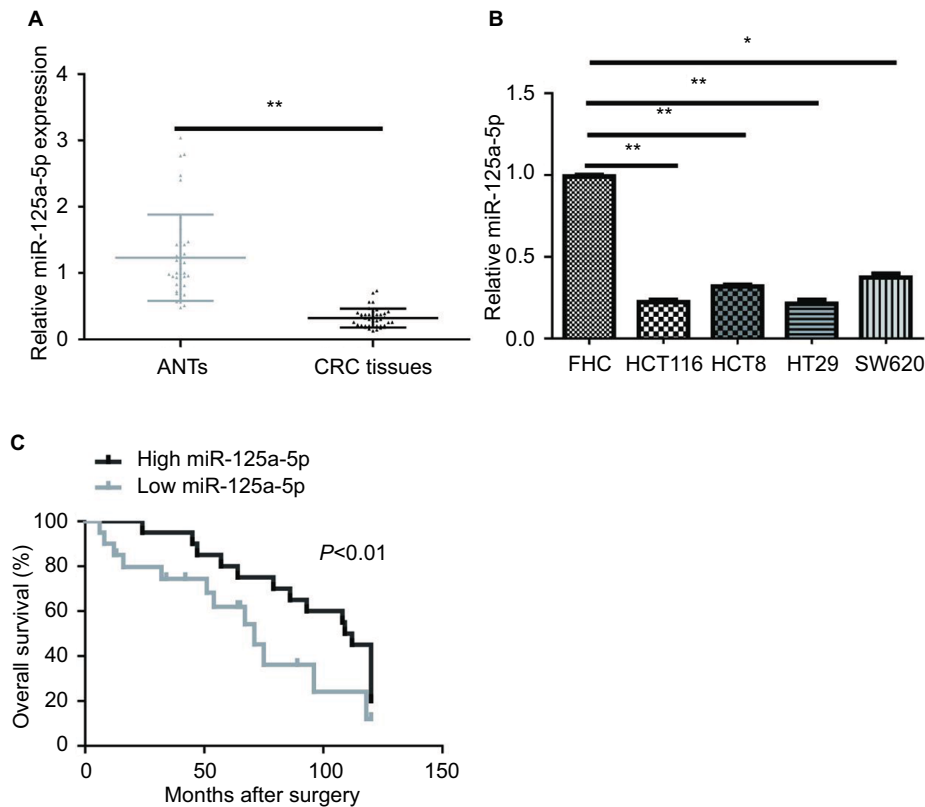 A
Relative miR-125a-5p expression
4
3
2
1
0
**
ANTs
CRC tissues
B
Relative miR-125a-5p
1.5
1.0
0.5
0.0
*
**
**
**
FHC
HCT116
HCT8
HT29
SW620
C
High miR-125a-5p
Low miR-125a-5p
Overall survival (%)
100
80
60
40
20
0
P<0.01
0
50
100
150
Months after surgery